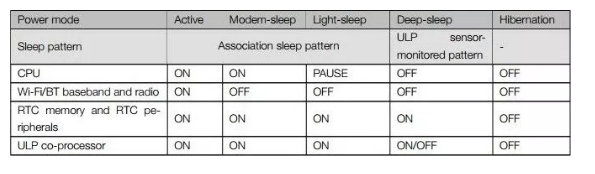 Power mode Active Modem-sleep Light-sleep Deep-sleep Hibernation
Sleep pattern Association sleep pattern ULP sensor-
monitored pattern -
CPU ON ON PAUSE OFF OFF
Wi-Fi/BT baseband and radio ON OFF OFF OFF OFF
RTC memory and RTC pe-
ripherals ON ON ON ON OFF
ULP co-processor ON ON ON ON/OFF OFF